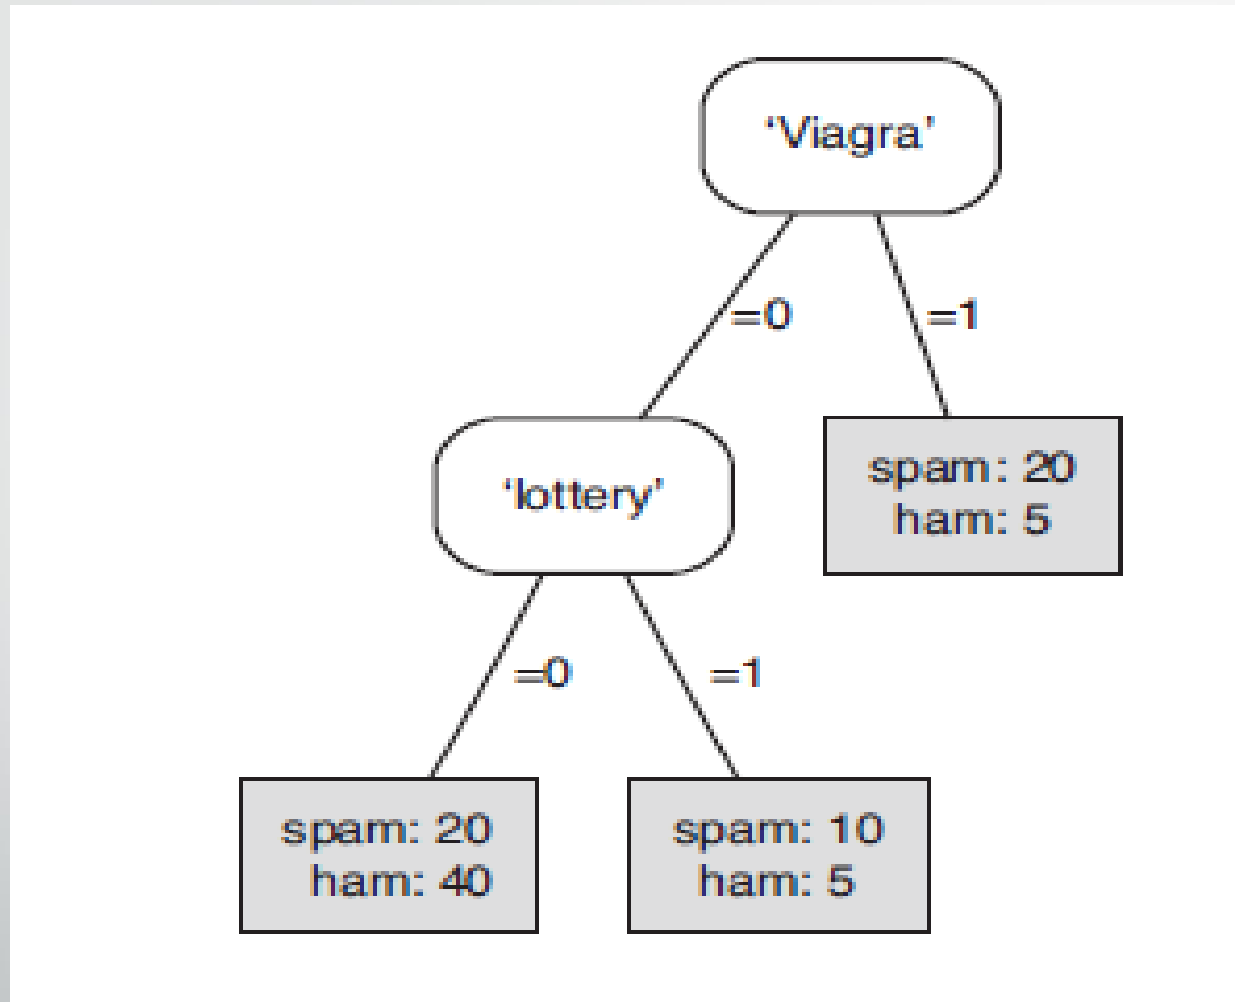 ‘Viagra’
=0
=1
‘lottery’
spam: 20
ham: 5
=0
=1
spam: 20
ham: 40
spam: 10
ham: 5